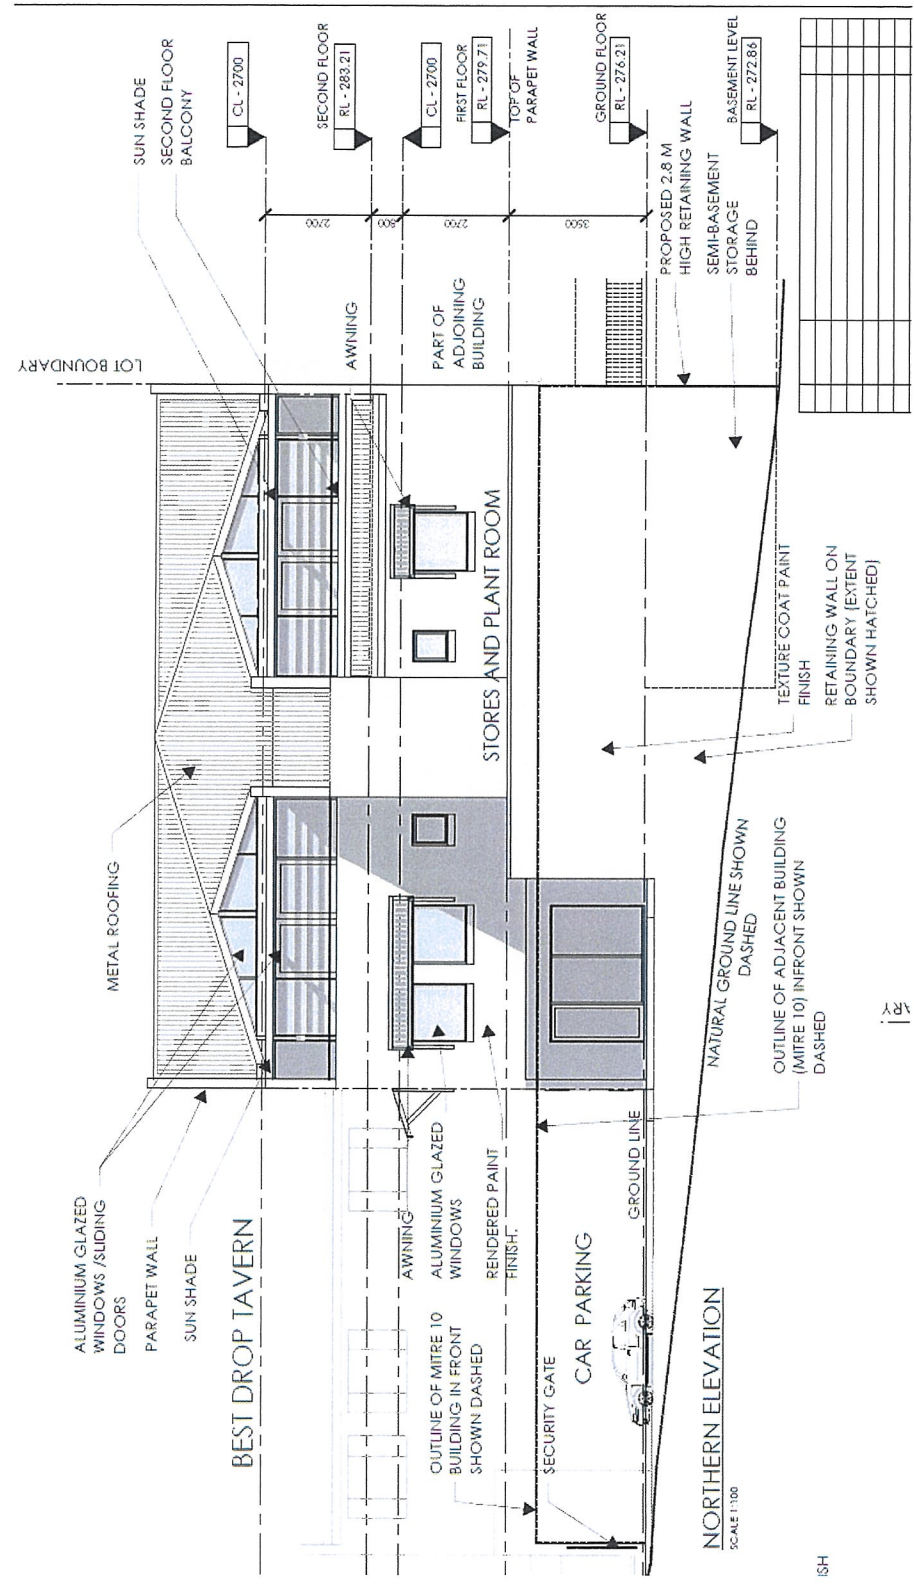 ALUMINIUM GLAZED
WINDOWS /SLIDING
DOORS
PARAPET WALL
SUN SHADE
METAL ROOFING
SUN SHADE
SECOND FLOOR
BALCONY
LOT BOUNDARY
CL - 2700
SECOND FLOOR
RL - 283.21
CL - 2700
FIRST FLOOR
RL - 279.71
TOP OF
PARAPET WALL
GROUND FLOOR
RL - 276.21
BASEMENT LEVEL
RL - 272.86
2700
800
2700
3500
BEST DROP TAVERN
AWNING
PART OF
ADJOINING
BUILDING
AWNING
ALUMINIUM GLAZED
WINDOWS
RENDERED PAINT
FINISH.
STORES AND PLANT ROOM
OUTLINE OF MITRE 10
BUILDING IN FRONT
SHOWN DASHED
SECURITY GATE
CAR PARKING
GROUND LINE
PROPOSED 2.8 M
HIGH RETAINING WALL
SEMI-BASEMENT
STORAGE
BEHIND
NATURAL GROUND LINE SHOWN
DASHED
OUTLINE OF ADJACENT BUILDING
(MITRE 10) INFRONT SHOWN
DASHED
TEXTURE COAT PAINT
FINISH
RETAINING WALL ON
BOUNDARY (EXTENT
SHOWN HATCHED)
NORTHERN ELEVATION
SCALE 1:100
ARY
ISH